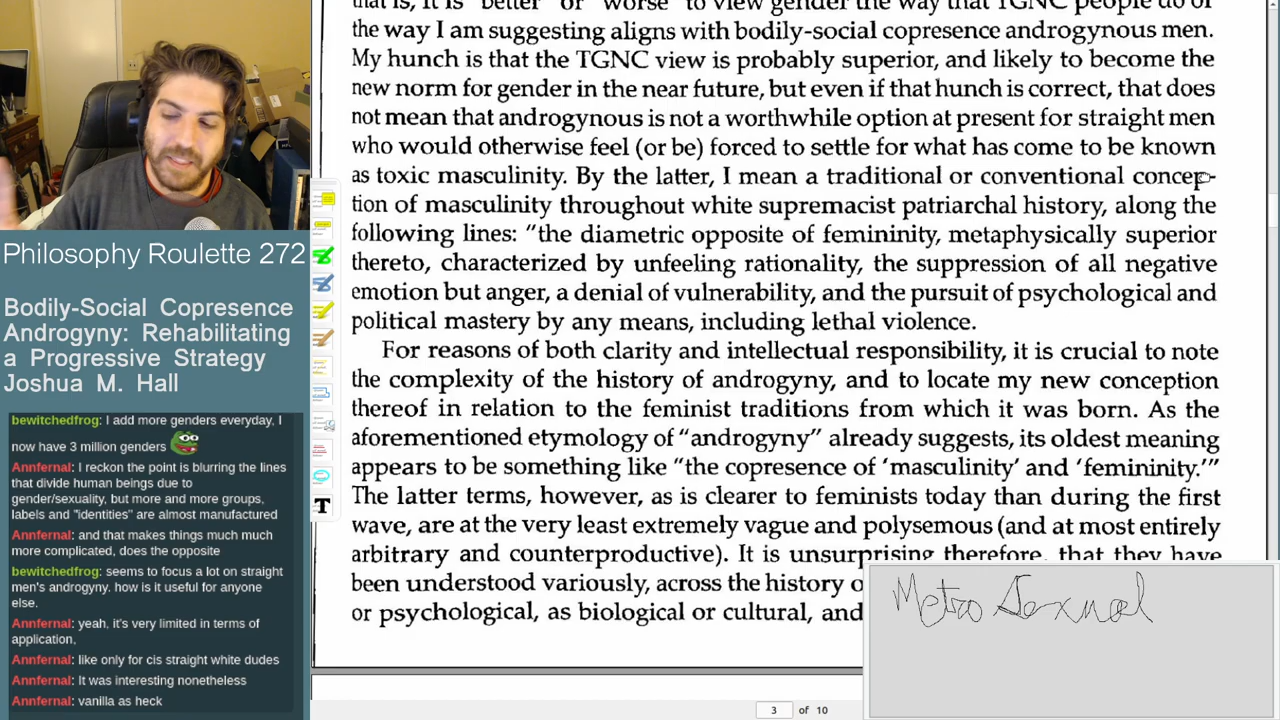 that is, it is "better" or "worse" to view gender the way that TGNC people do or
the way I am suggesting aligns with bodily-social copresence androgynous men.
My hunch is that the TGNC view is probably superior, and likely to become the
new norm for gender in the near future, but even if that hunch is correct, that does
not mean that androgynous is not a worthwhile option at present for straight men
who would otherwise feel (or be) forced to settle for what has come to be known
as toxic masculinity. By the latter, I mean a traditional or conventional concep-
tion of masculinity throughout white supremacist patriarchal history, along the
following lines: "the diametric opposite of femininity, metaphysically superior
thereto, characterized by unfeeling rationality, the suppression of all negative
emotion but anger, a denial of vulnerability, and the pursuit of psychological and
political mastery by any means, including lethal violence.
For reasons of both clarity and intellectual responsibility, it is crucial to note
the complexity of the history of androgyny, and to locate my new conception
thereof in relation to the feminist traditions from which it was born. As the
aforementioned etymology of "androgyny" already suggests, its oldest meaning
appears to be something like "the copresence of 'masculinity' and 'femininity.'"
The latter terms, however, as is clearer to feminists today than during the first
wave, are at the very least extremely vague and polysemous (and at most entirely
arbitrary and counterproductive). It is unsurprising therefore, that they have
been understood variously, across the history o
or psychological, as biological or cultural, and
Philosophy Roulette 272
Bodily-Social Copresence
Androgyny: Rehabilitating
a Progressive Strategy
Joshua M. Hall
bewitchedfrog: I add more genders everyday, I
now have 3 million genders
Annfernal: I reckon the point is blurring the lines
that divide human beings due to
gender/sexuality, but more and more groups,
labels and "identities" are almost manufactured
Annfernal: and that makes things much much
more complicated, does the opposite
bewitchedfrog: seems to focus a lot on straight
men's androgyny. how is it useful for anyone
else.
Annfernal: yeah, it's very limited in terms of
application,
Annfernal: like only for cis straight white dudes
Annfernal: It was interesting nonetheless
Annfernal: vanilla as heck
T
Metro Sexual
3 of 10